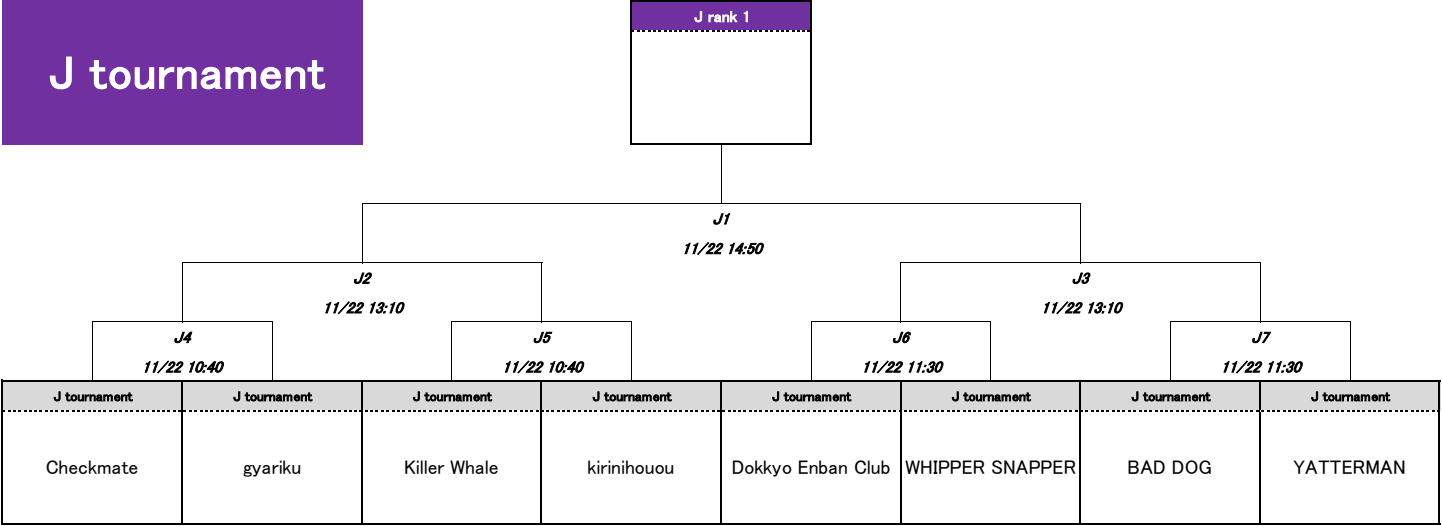 J tournament
J rank 1
J1
11/22 14:50
J2
11/22 13:10
J3
11/22 13:10
J4
11/22 10:40
J5
11/22 10:40
J6
11/22 11:30
J7
11/22 11:30
J tournament J tournament J tournament J tournament J tournament J tournament J tournament J tournament
Checkmate gyariku Killer Whale kirinihouou Dokkyo Enban Club WHIPPER SNAPPER BAD DOG YATTERMAN